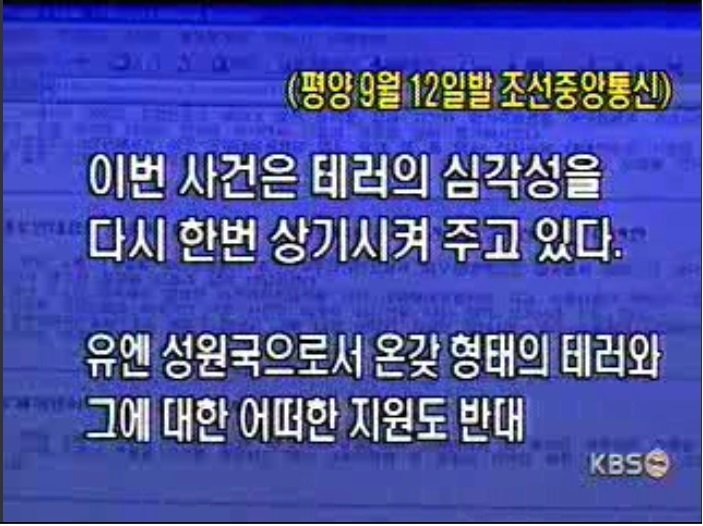 (평양 9월 12일발 조선중앙통신)
이번 사건은 테러의 심각성을
다시 한번 상기시켜 주고 있다.
유엔 성원국으로서 온갖 형태의 테러와
그에 대한 어떠한 지원도 반대
KBS